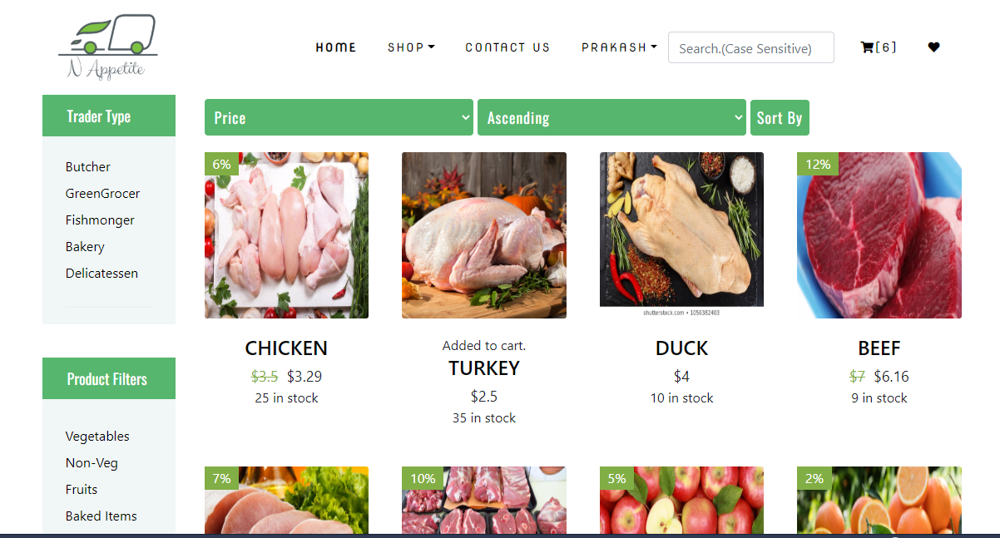 N Appetite
HOME SHOP CONTACT US PRAKASH Search.(Case Sensitive) [6]
Trader Type
Butcher
GreenGrocer
Fishmonger
Bakery
Delicatessen
Product Filters
Vegetables
Non-Veg
Fruits
Baked Items
Price Ascending Sort By
6%
12%
shutterstock.com • 1056382403
CHICKEN
$3.5 $3.29
25 in stock
Added to cart.
TURKEY
$2.5
35 in stock
DUCK
$4
10 in stock
BEEF
$7 $6.16
9 in stock
7%
10%
5%
2%